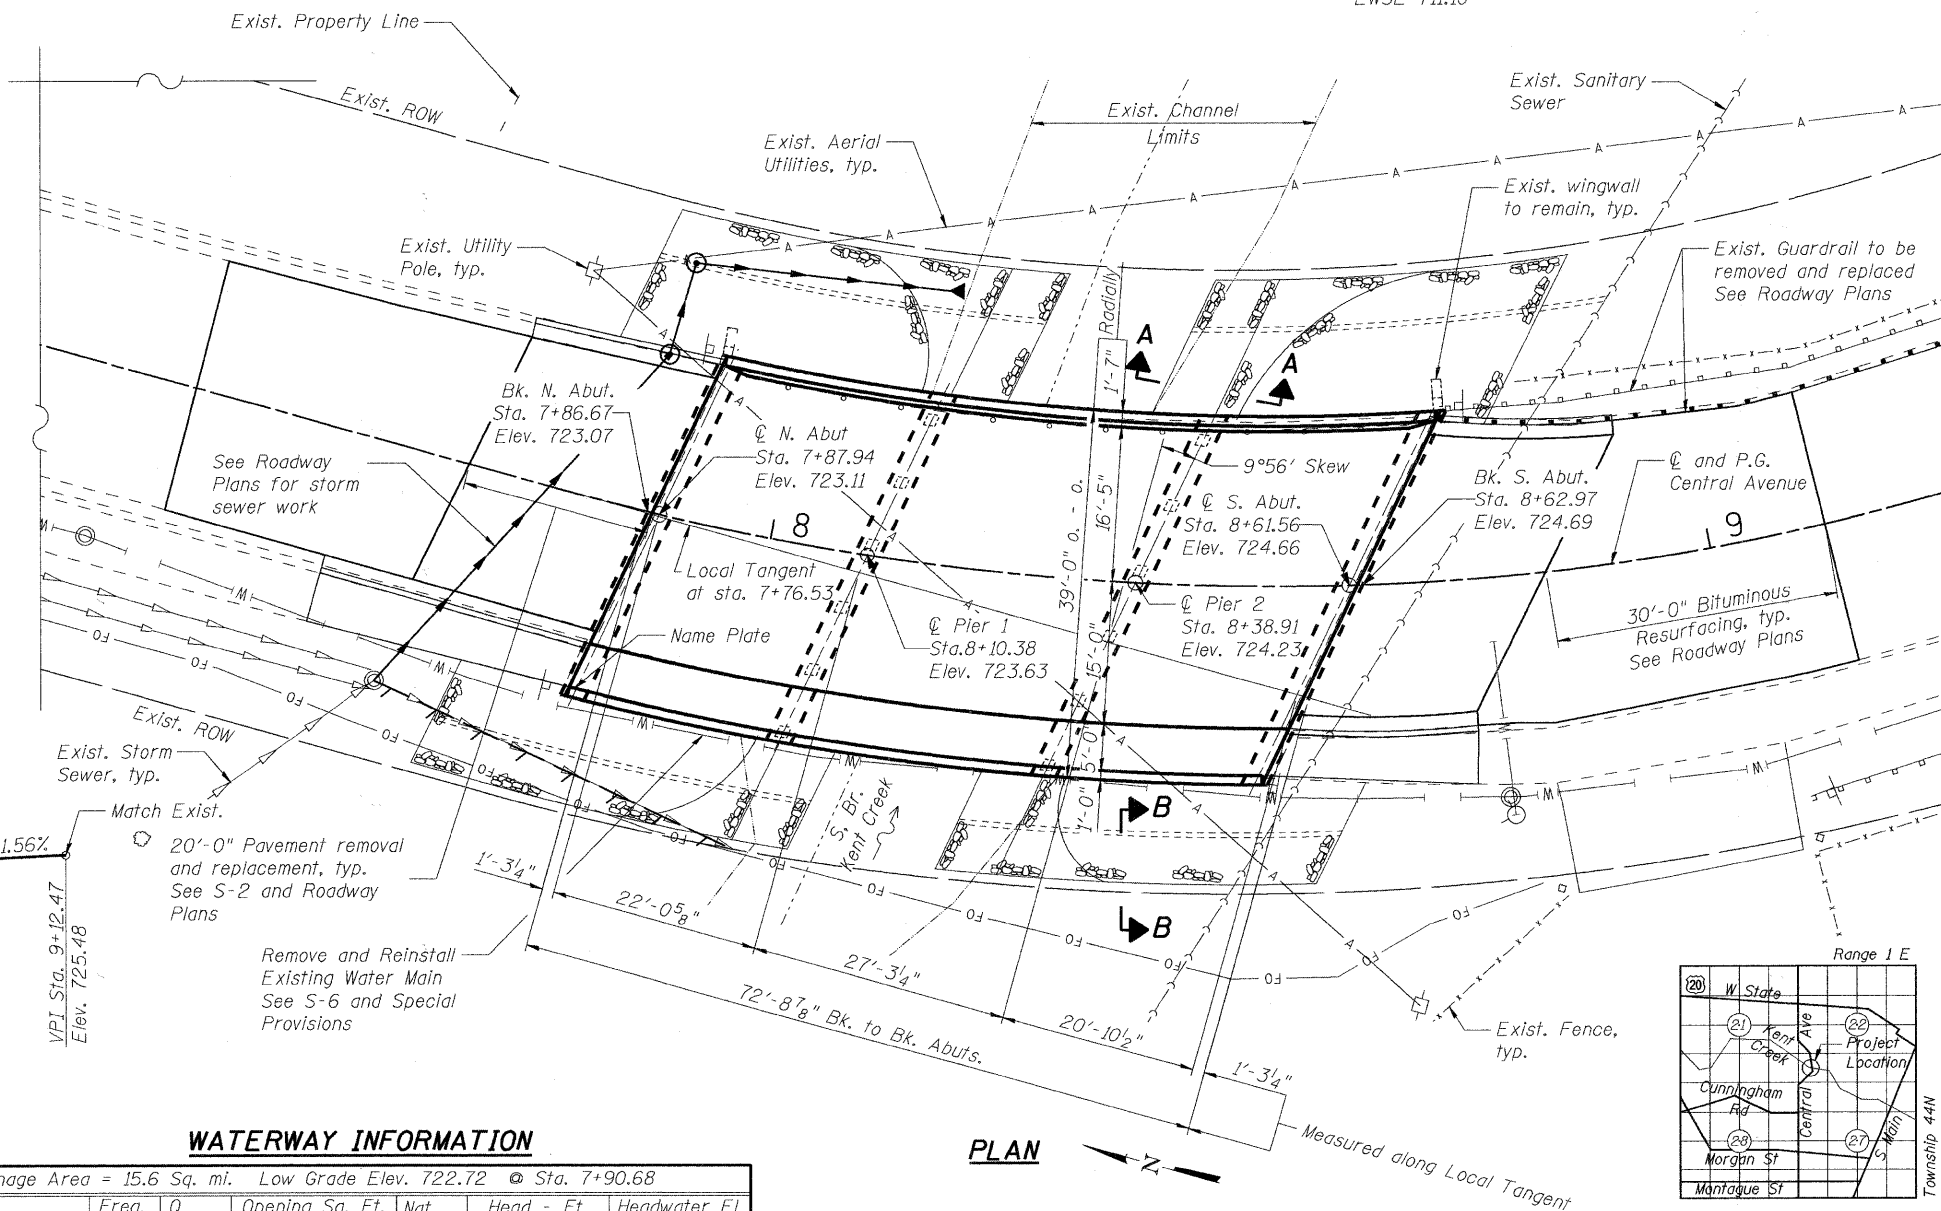 EWSE 711.16
Exist. Property Line
Exist. ROW
Exist. Aerial
Utilities, typ.
Exist. Channel
Limits
Exist. Sanitary
Sewer
Exist. wingwall
to remain, typ.
Exist. Utility
Pole, typ.
Exist. Guardrail to be
removed and replaced
See Roadway Plans
Radially
1'-7"
A
A
Bk. N. Abut.
Sta. 7+86.67
Elev. 723.07
℄ N. Abut
Sta. 7+87.94
Elev. 723.11
See Roadway
Plans for storm
sewer work
9°56' Skew
℄ S. Abut.
Sta. 8+61.56
Elev. 724.66
Bk. S. Abut.
Sta. 8+62.97
Elev. 724.69
℄ and P.G.
Central Avenue
8
9
16'-5"
39'-0" o. - o.
Local Tangent
at sta. 7+76.53
Name Plate
℄ Pier 1
Sta.8+10.38
Elev. 723.63
℄ Pier 2
Sta. 8+38.91
Elev. 724.23
15'-0"
30'-0" Bituminous
Resurfacing, typ.
See Roadway Plans
Exist. ROW
Exist. Storm
Sewer, typ.
5'-0"
1'-0"
B
B
S. Br.
Kent Creek
1.56%
Match Exist.
VPI Sta. 9+12.47
Elev. 725.48
20'-0" Pavement removal
and replacement, typ.
See S-2 and Roadway
Plans
1'-3¼"
22'-0⅝"
27'-3¼"
20'-10½"
1'-3¼"
72'-8⅞" Bk. to Bk. Abuts.
Remove and Reinstall
Existing Water Main
See S-6 and Special
Provisions
Exist. Fence,
typ.
Measured along Local Tangent
PLAN
N
Range 1 E
20
W State
21
22
Kent
Creek
Central Ave
Project
Location
Cunningham
Rd
28
27
S Main
Morgan St
Montague St
Township 44N
WATERWAY INFORMATION
nage Area = 15.6 Sq. mi. Low Grade Elev. 722.72 @ Sta. 7+90.68
Freq. Q Opening Sq. Ft. Nat. Head - Ft. Headwater El.